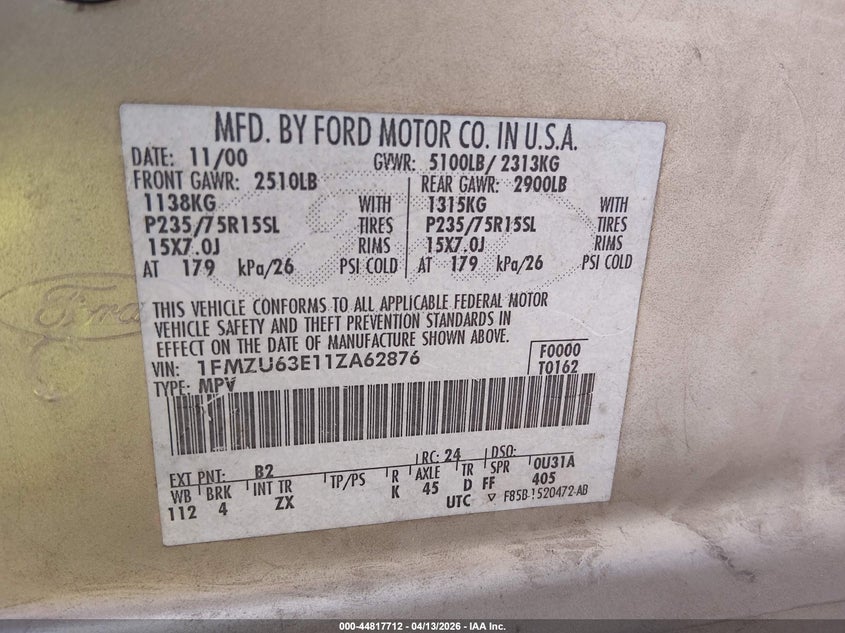 MFD. BY FORD MOTOR CO. IN U.S.A.
DATE: 11/00 GVWR: 5100LB/ 2313KG
FRONT GAWR: 2510LB REAR GAWR: 2900LB
1138KG WITH 1315KG WITH
P235/75R15SL TIRES P235/75R15SL TIRES
15X7.0J RIMS 15X7.0J RIMS
AT 179 kPa/26 PSI COLD AT 179 kPa/26 PSI COLD
THIS VEHICLE CONFORMS TO ALL APPLICABLE FEDERAL MOTOR
VEHICLE SAFETY AND THEFT PREVENTION STANDARDS IN
EFFECT ON THE DATE OF MANUFACTURE SHOWN ABOVE.
VIN: 1FMZU63E11ZA62876 F0000
TYPE: MPV T0162
EXT PNT: B2 RC: 24 DSO:
WB BRK INT TR TP/PS R AXLE TR SPR 0U31A
112 4 ZX K 45 D FF 405
UTC ▽ F85B-1520472-AB
Ford
000-44817712 - 04/13/2026 - IAA Inc.